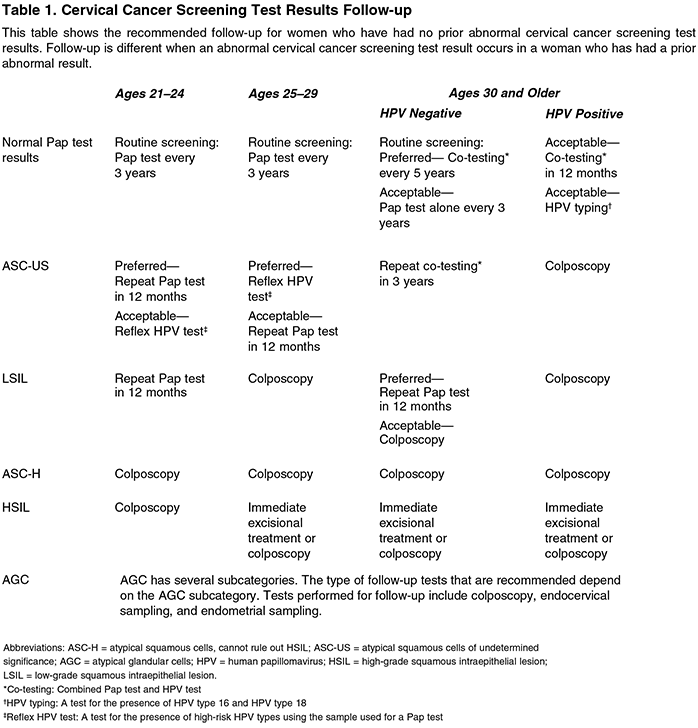 Table 1. Cervical Cancer Screening Test Results Follow-up
This table shows the recommended follow-up for women who have had no prior abnormal cervical cancer screening test
results. Follow-up is different when an abnormal cervical cancer screening test result occurs in a woman who has had a prior
abnormal result.
Ages 21–24 Ages 25–29 Ages 30 and Older
HPV Negative HPV Positive
Normal Pap test
results
Routine screening:
Pap test every
3 years
Routine screening:
Pap test every
3 years
Routine screening:
Preferred— Co-testing*
every 5 years
Acceptable—
Pap test alone every 3
years
Acceptable—
Co-testing*
in 12 months
Acceptable—
HPV typing†
ASC-US
Preferred—
Repeat Pap test
in 12 months
Acceptable—
Reflex HPV test‡
Preferred—
Reflex HPV
test‡
Acceptable—
Repeat Pap test
in 12 months
Repeat co-testing*
in 3 years
Colposcopy
LSIL
Repeat Pap test
in 12 months
Colposcopy
Preferred—
Repeat Pap test
in 12 months
Acceptable—
Colposcopy
Colposcopy
ASC-H
Colposcopy
Colposcopy
Colposcopy
Colposcopy
HSIL
Colposcopy
Immediate
excisional
treatment or
colposcopy
Immediate
excisional
treatment or
colposcopy
Immediate
excisional
treatment or
colposcopy
AGC
AGC has several subcategories. The type of follow-up tests that are recommended depend
on the AGC subcategory. Tests performed for follow-up include colposcopy, endocervical
sampling, and endometrial sampling.
Abbreviations: ASC-H = atypical squamous cells, cannot rule out HSIL; ASC-US = atypical squamous cells of undetermined
significance; AGC = atypical glandular cells; HPV = human papillomavirus; HSIL = high-grade squamous intraepithelial lesion;
LSIL = low-grade squamous intraepithelial lesion.
*Co-testing: Combined Pap test and HPV test
†HPV typing: A test for the presence of HPV type 16 and HPV type 18
‡Reflex HPV test: A test for the presence of high-risk HPV types using the sample used for a Pap test